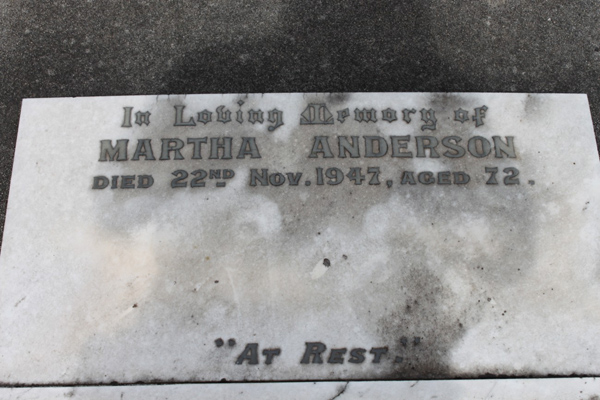 In Loving Memory of
MARTHA ANDERSON
DIED 22ND NOV. 1947, AGED 72.
"AT REST."